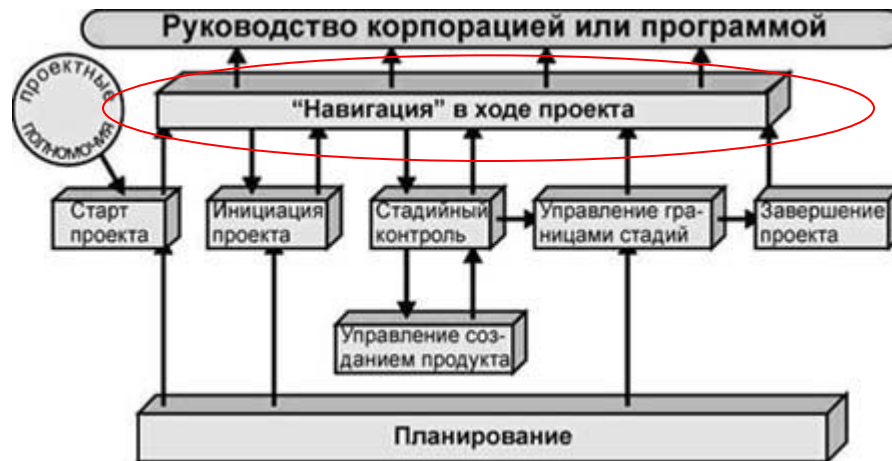 Руководство корпорацией или программой
проектные
полномочия
“Навигация” в ходе проекта
Старт
проекта
Инициация
проекта
Стадийный
контроль
Управление гра-
ницами стадий
Завершение
проекта
Управление соз-
данием продукта
Планирование